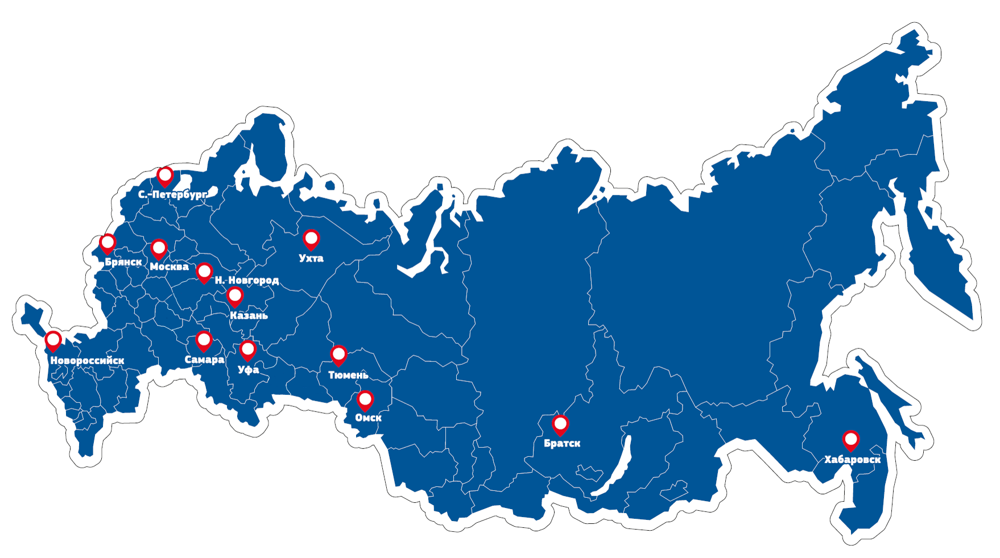 С.-Петербург
Брянск
Москва
Ухта
Н.-Новгород
Казань
Новороссийск
Самара
Уфа
Тюмень
Омск
Братск
Хабаровск